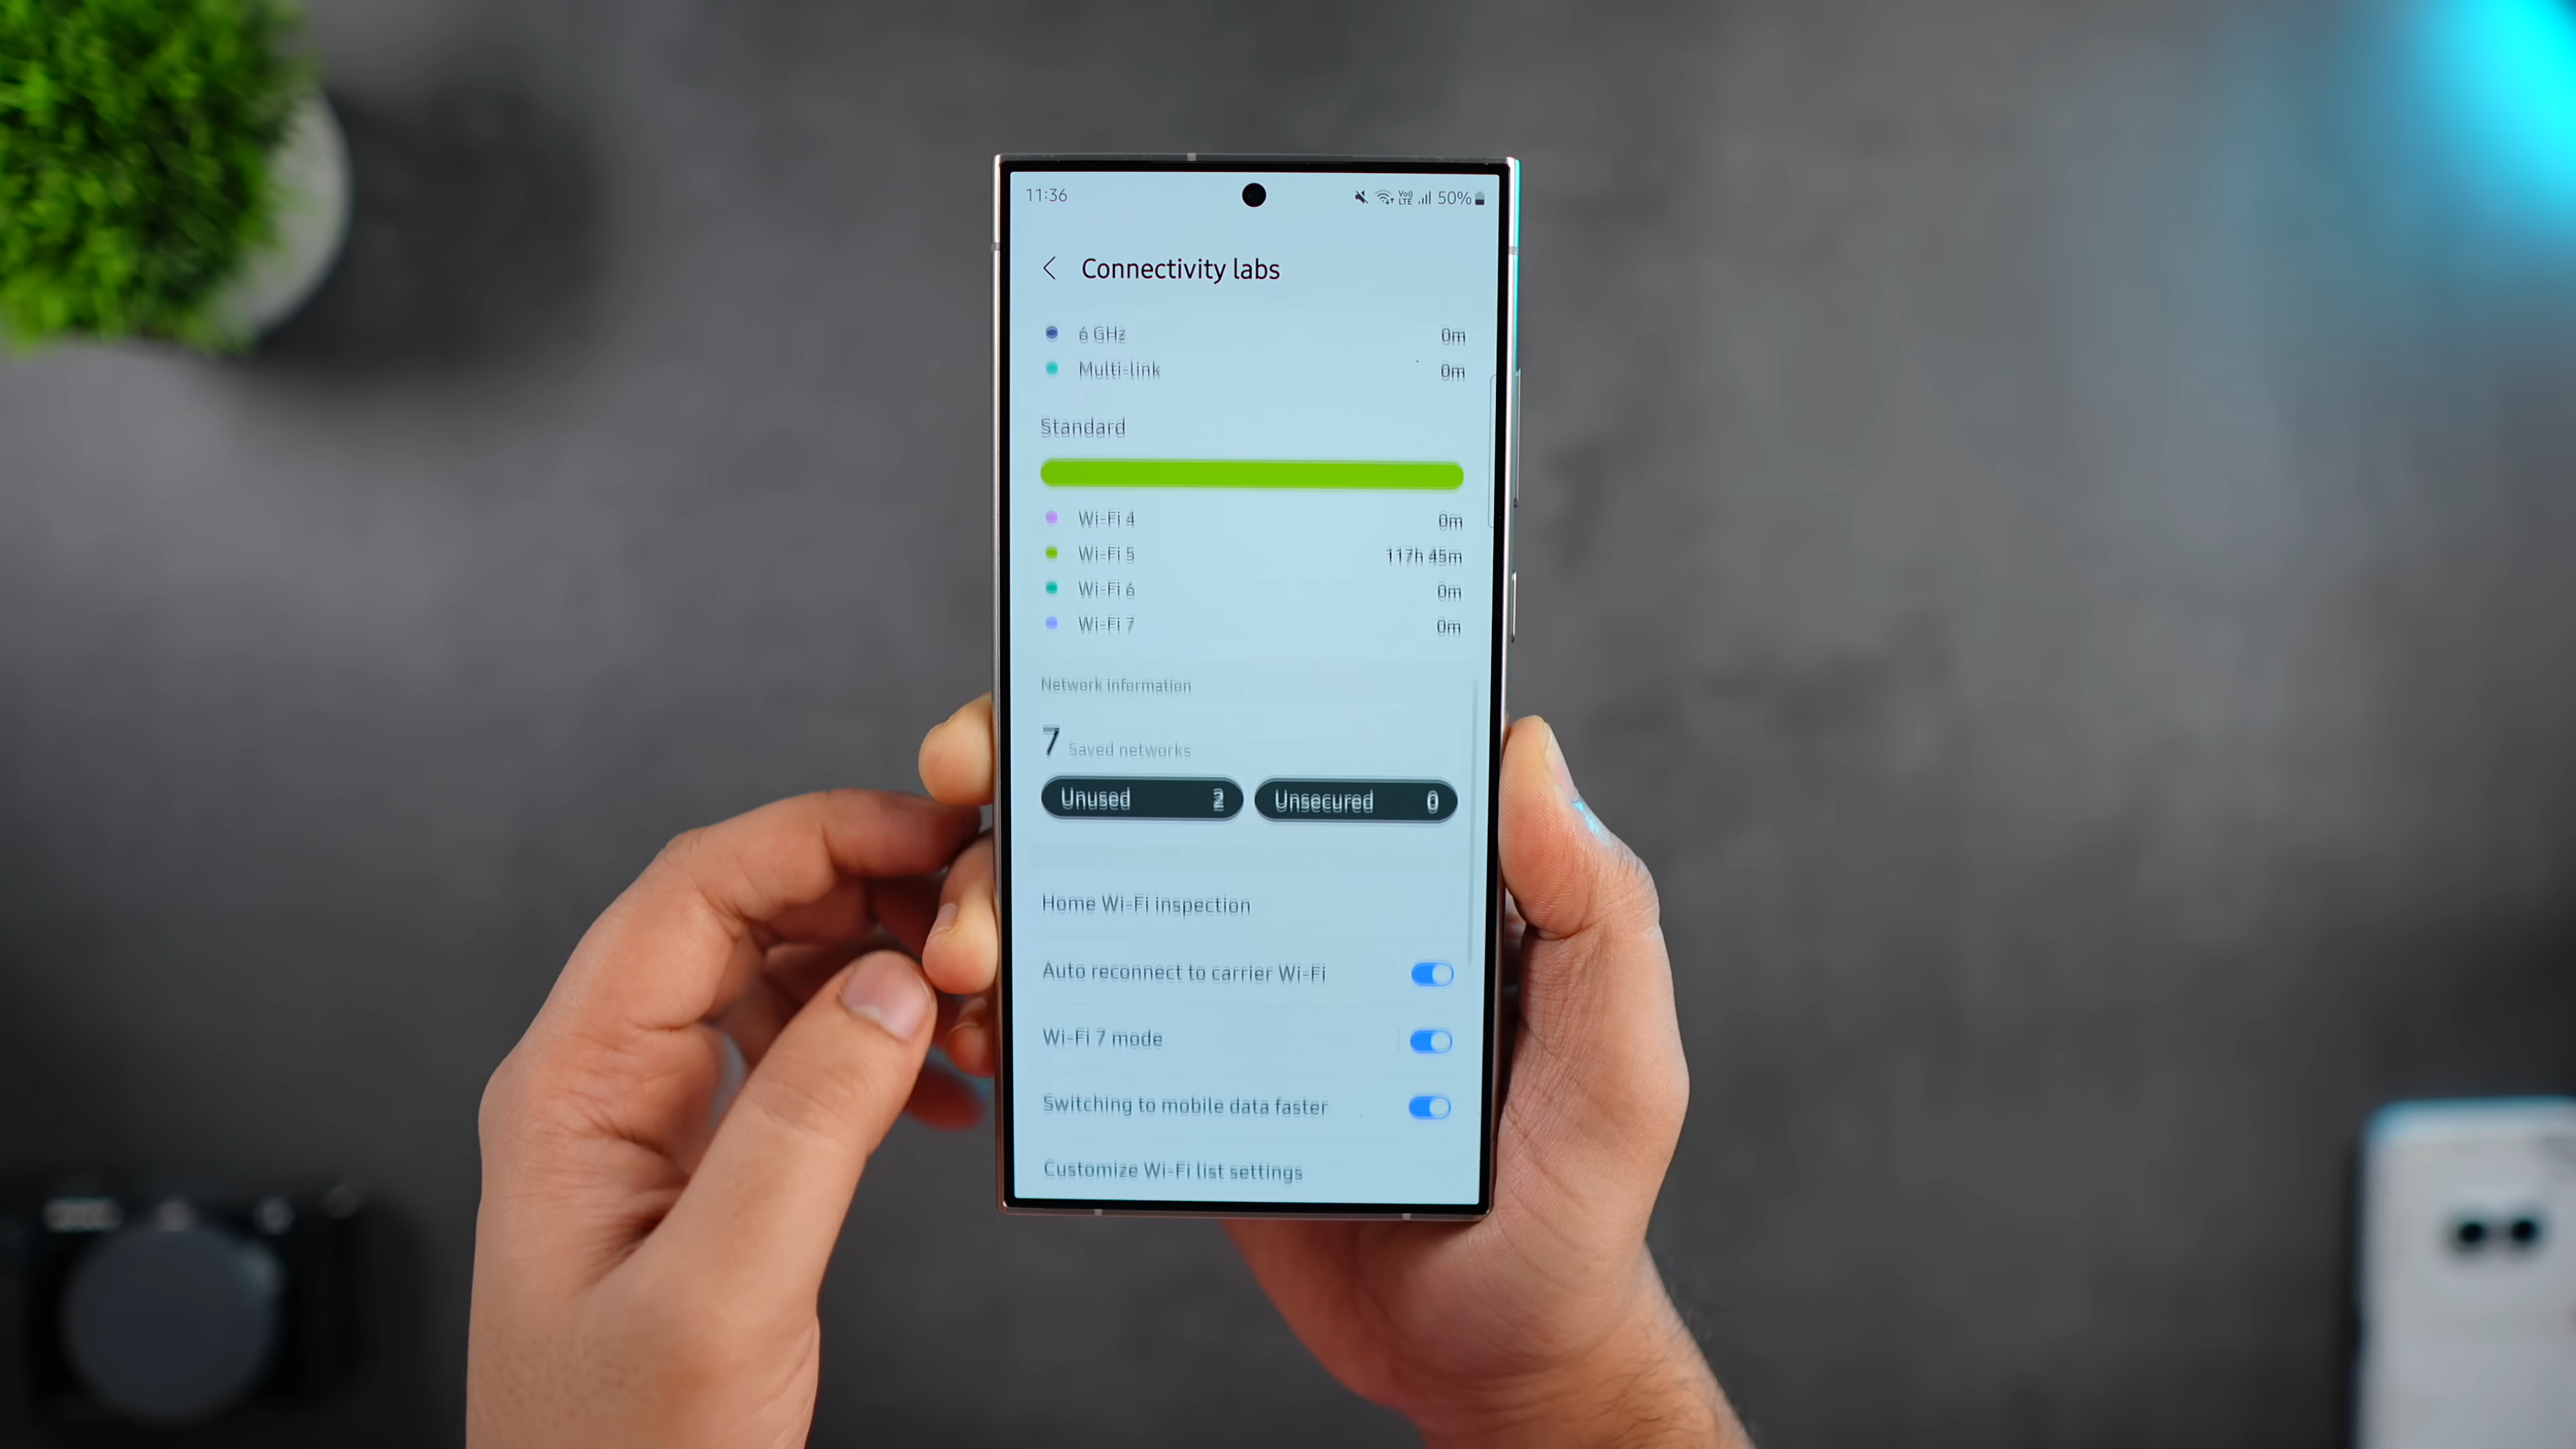 11:36 Vo)) LTE 50%
Connectivity labs
6 GHz 0m
Multi-link 0m
Standard
Wi-Fi 4 0m
Wi-Fi 5 117h 45m
Wi-Fi 6 0m
Wi-Fi 7 0m
Network information
7 Saved networks
Unused 2 Unsecured 0
Home Wi-Fi inspection
Auto reconnect to carrier Wi-Fi
Wi-Fi 7 mode
Switching to mobile data faster
Customize Wi-Fi list settings